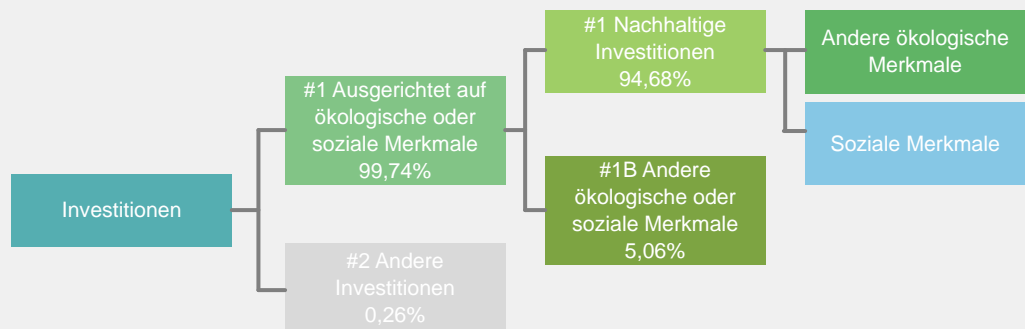 Investitionen
#1 Ausgerichtet auf
ökologische oder
soziale Merkmale
99,74%
#2 Andere
Investitionen
0,26%
#1 Nachhaltige
Investitionen
94,68%
#1B Andere
ökologische oder
soziale Merkmale
5,06%
Andere ökologische
Merkmale
Soziale Merkmale